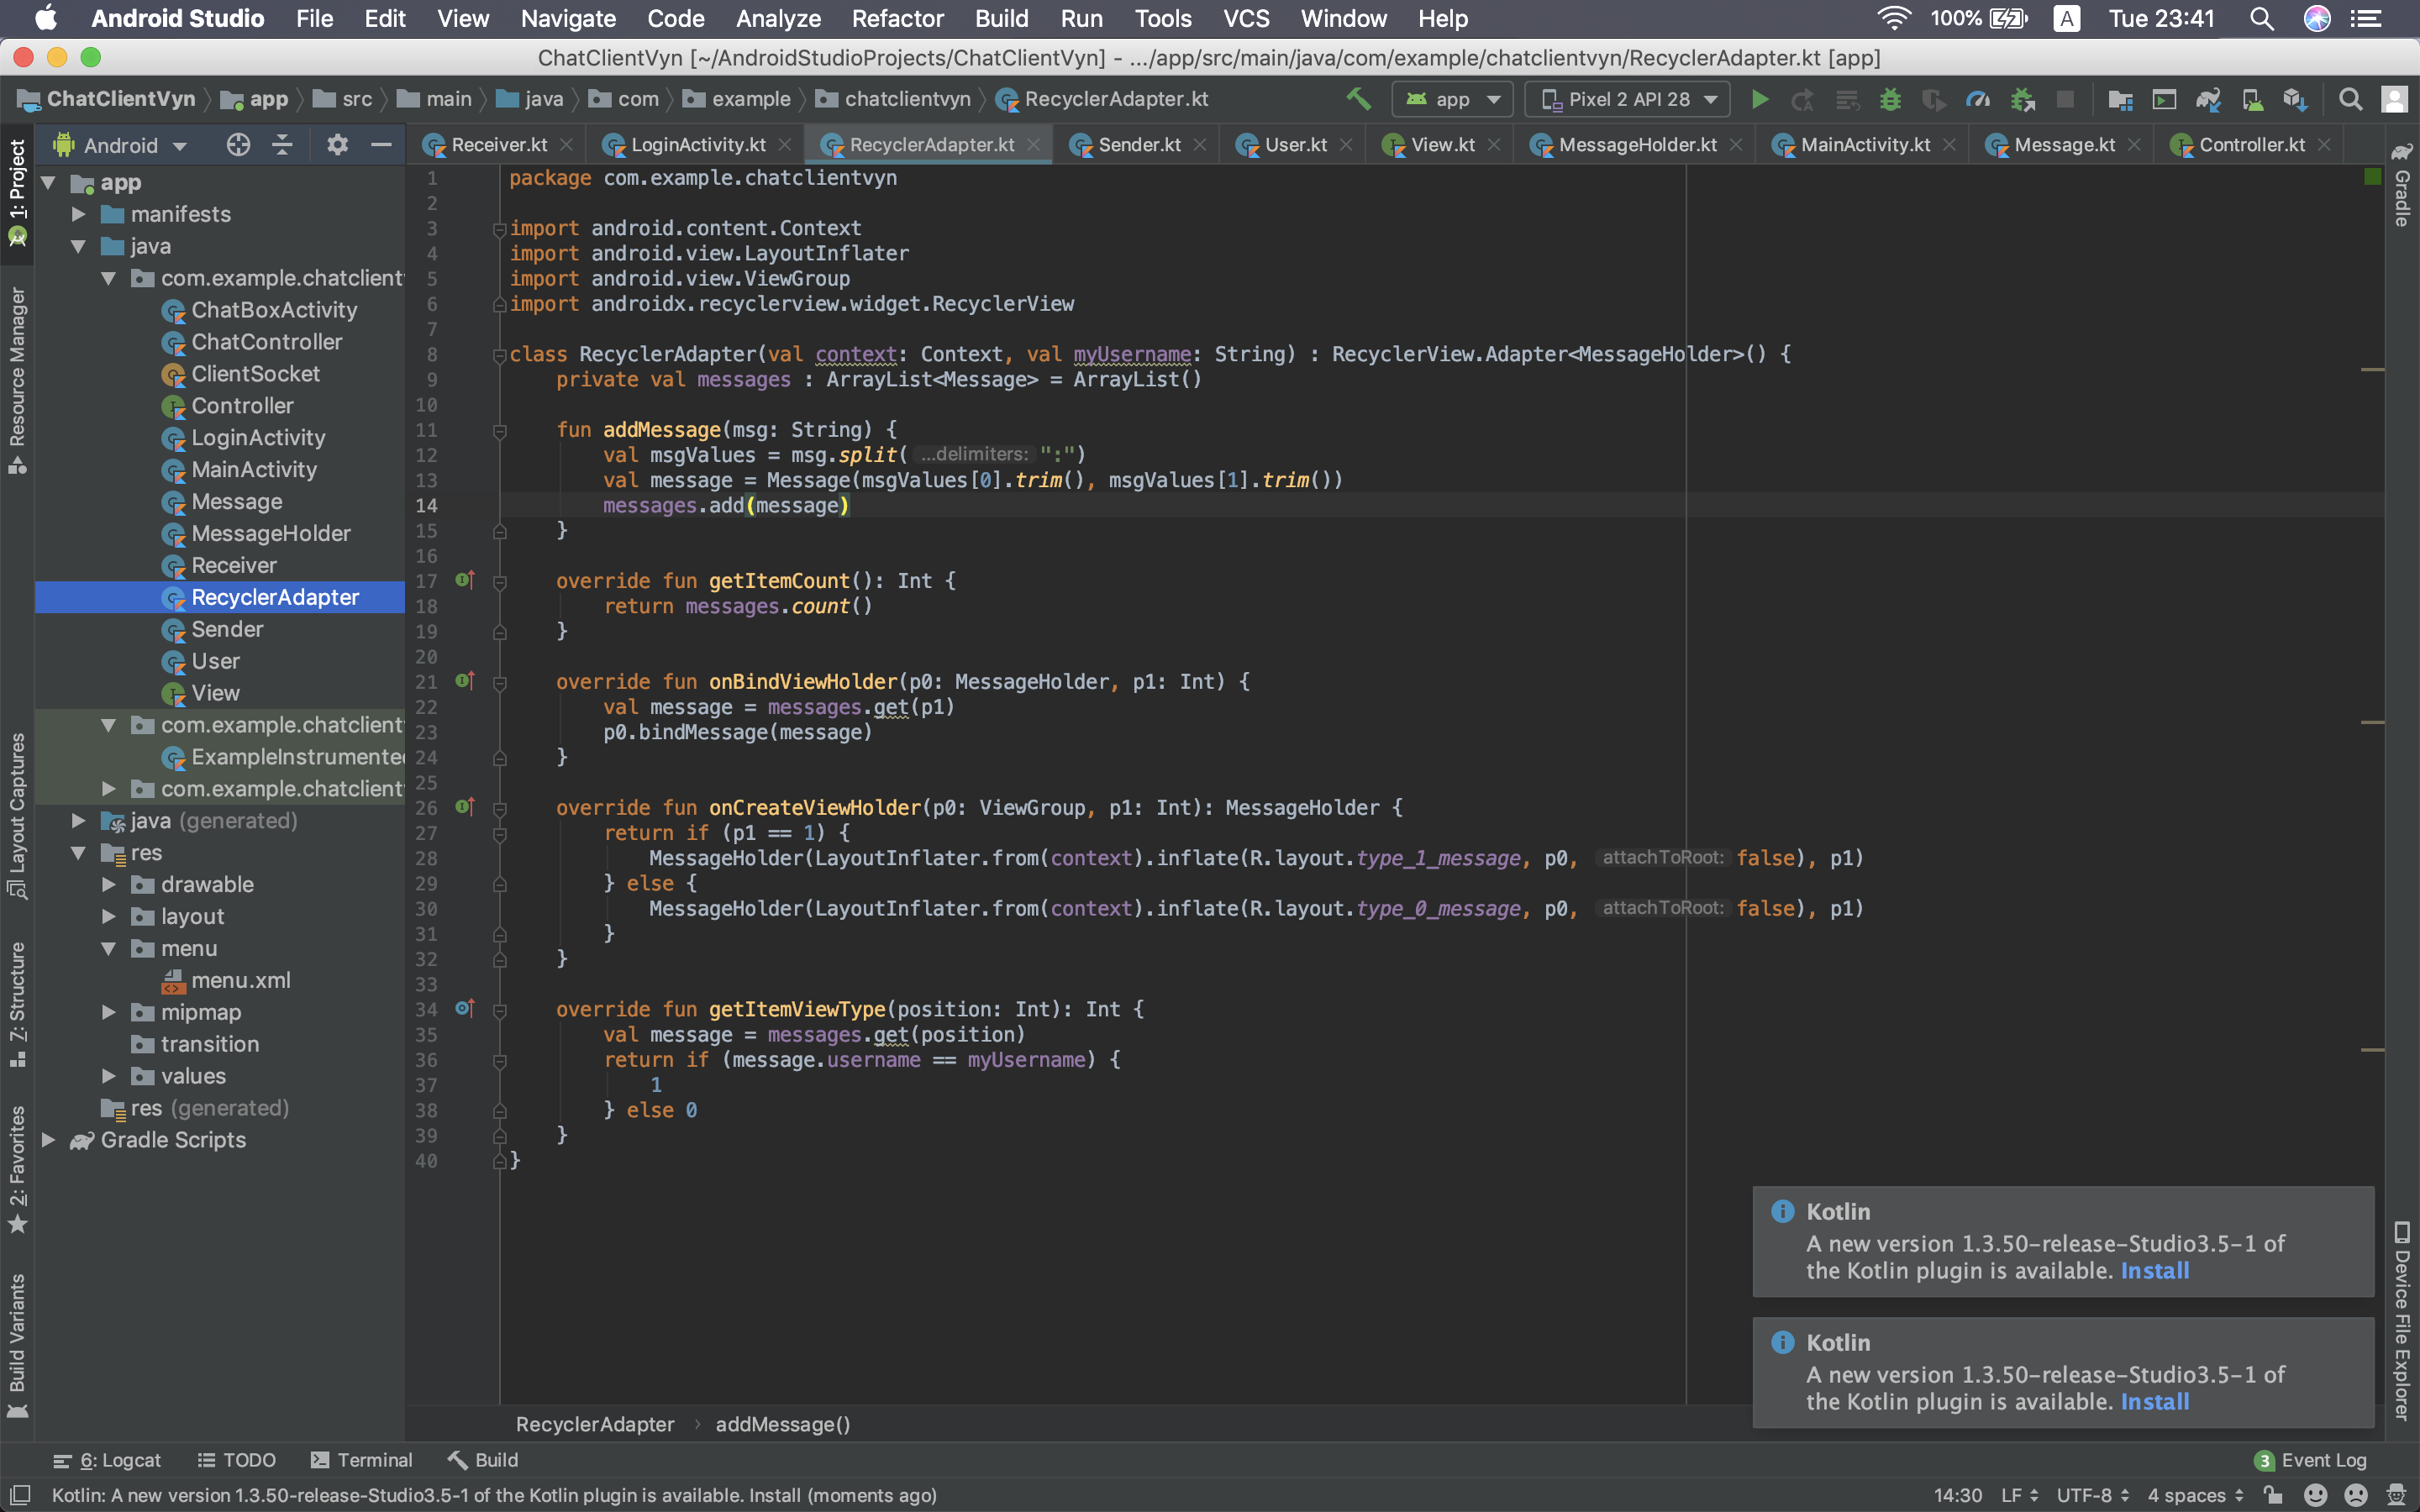 Android Studio File Edit View Navigate Code Analyze Refactor Build Run Tools VCS Window Help 100% A Tue 23:41
ChatClientVyn [~/AndroidStudioProjects/ChatClientVyn] - .../app/src/main/java/com/example/chatclientvyn/RecyclerAdapter.kt [app]
ChatClientVyn app src main java com example chatclientvyn RecyclerAdapter.kt app Pixel 2 API 28
Android
Receiver.kt LoginActivity.kt RecyclerAdapter.kt Sender.kt User.kt View.kt MessageHolder.kt MainActivity.kt Message.kt Controller.kt
1: Project
Resource Manager
Layout Captures
7: Structure
2: Favorites
Build Variants
app
manifests
java
com.example.chatclient
ChatBoxActivity
ChatController
ClientSocket
Controller
LoginActivity
MainActivity
Message
MessageHolder
Receiver
RecyclerAdapter
Sender
User
View
com.example.chatclient
ExampleInstrumente
com.example.chatclient
java (generated)
res
drawable
layout
menu
menu.xml
mipmap
transition
values
res (generated)
Gradle Scripts
1 package com.example.chatclientvyn
2
3 import android.content.Context
4 import android.view.LayoutInflater
5 import android.view.ViewGroup
6 import androidx.recyclerview.widget.RecyclerView
7
8 class RecyclerAdapter(val context: Context, val myUsername: String) : RecyclerView.Adapter<MessageHolder>() {
9 private val messages : ArrayList<Message> = ArrayList()
10
11 fun addMessage(msg: String) {
12 val msgValues = msg.split( ...delimiters: ":")
13 val message = Message(msgValues[0].trim(), msgValues[1].trim())
14 messages.add(message)
15 }
16
17 override fun getItemCount(): Int {
18 return messages.count()
19 }
20
21 override fun onBindViewHolder(p0: MessageHolder, p1: Int) {
22 val message = messages.get(p1)
23 p0.bindMessage(message)
24 }
25
26 override fun onCreateViewHolder(p0: ViewGroup, p1: Int): MessageHolder {
27 return if (p1 == 1) {
28 MessageHolder(LayoutInflater.from(context).inflate(R.layout.type_1_message, p0, attachToRoot: false), p1)
29 } else {
30 MessageHolder(LayoutInflater.from(context).inflate(R.layout.type_0_message, p0, attachToRoot: false), p1)
31 }
32 }
33
34 override fun getItemViewType(position: Int): Int {
35 val message = messages.get(position)
36 return if (message.username == myUsername) {
37 1
38 } else 0
39 }
40 }
Gradle
Device File Explorer
Kotlin
A new version 1.3.50-release-Studio3.5-1 of
the Kotlin plugin is available. Install
Kotlin
A new version 1.3.50-release-Studio3.5-1 of
the Kotlin plugin is available. Install
RecyclerAdapter › addMessage()
6: Logcat TODO Terminal Build 3 Event Log
Kotlin: A new version 1.3.50-release-Studio3.5-1 of the Kotlin plugin is available. Install (moments ago) 14:30 LF UTF-8 4 spaces